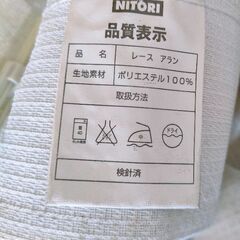 NITORI
品質表示
品名 レース アラン
生地素材 ポリエステル100%
取扱方法
ドライ
検針済